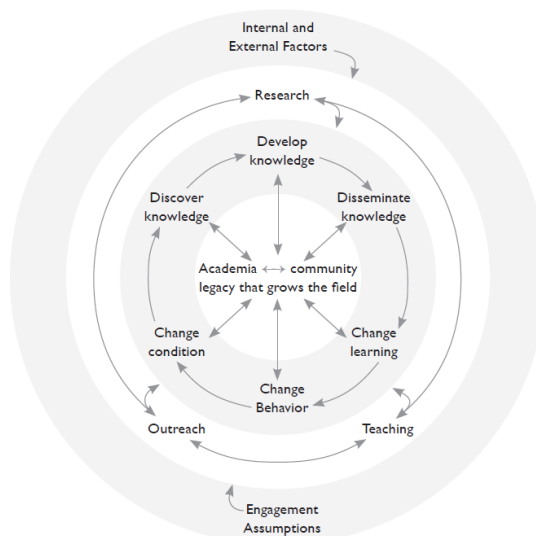 Internal and
External Factors
Research
Develop
knowledge
Discover
knowledge
Disseminate
knowledge
Academia community
legacy that grows the field
Change
condition
Change
learning
Change
Behavior
Outreach
Teaching
Engagement
Assumptions